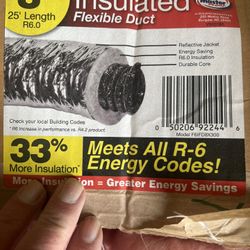 Insulated
Flexible Duct
25' Length
R6.0
Master
Reflective Jacket
Energy Saving
R6.0 Insulation
Durable Core
0 50206 92244 6
Check your local Building Codes
* R6 increase in performance vs. R4.2 product
33%*
More Insulation
Meets All R-6
Energy Codes!
More Insulation = Greater Energy Savings